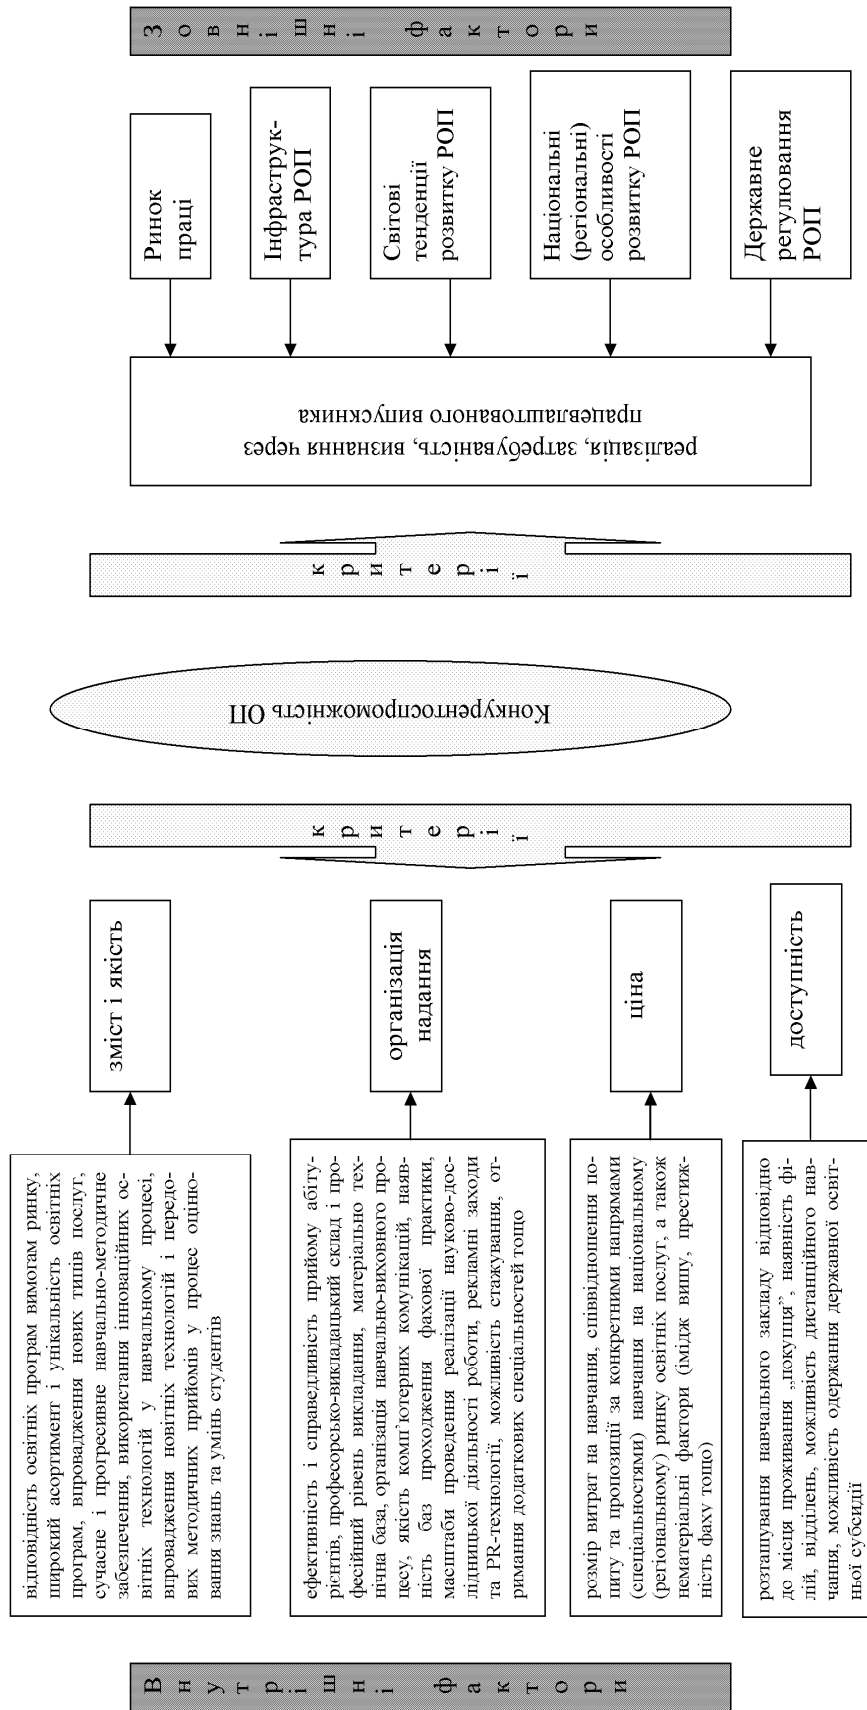 Внутрішні фактори
відповідність освітніх програм вимогам ринку,
широкий асортимент і унікальність освітніх
програм, впровадження нових типів послуг,
сучасне і прогресивне навчально-методичне
забезпечення, використання інноваційних ос-
вітніх технологій у навчальному процесі,
впровадження новітніх технологій і передо-
вих методичних прийомів у процес оціню-
вання знань та умінь студентів
ефективність і справедливість прийому абіту-
рієнтів, професорсько-викладацький склад і про-
фесійний рівень викладання, матеріально тех-
нічна база, організація навчально-виховного про-
цесу, якість комп’ютерних комунікацій, наяв-
ність баз проходження фахової практики,
масштаби проведення реалізації науково-дос-
лідницької діяльності роботи, рекламні заходи
та PR-технології, можливість стажування, от-
римання додаткових спеціальностей тощо
розмір витрат на навчання, співвідношення по-
питу та пропозиції за конкретними напрямами
(спеціальностями) навчання на національному
(регіональному) ринку освітніх послуг, а також
нематеріальні фактори (імідж вишу, престиж-
ність фаху тощо)
розташування навчального закладу відповідно
до місця проживання „покупця”, наявність фі-
лій, відділень, можливість дистанційного нав-
чання, можливість одержання державної освіт-
ньої субсидії
зміст і якість
організація
надання
ціна
доступність
критерії
Конкурентоспроможність ОП
критерії
реалізація, затребуваність, визнання через
працевлаштованого випускника
Ринок
праці
Інфраструк-
тура РОП
Світові
тенденції
розвитку РОП
Національні
(регіональні)
особливості
розвитку РОП
Державне
регулювання
РОП
Зовнішні фактори